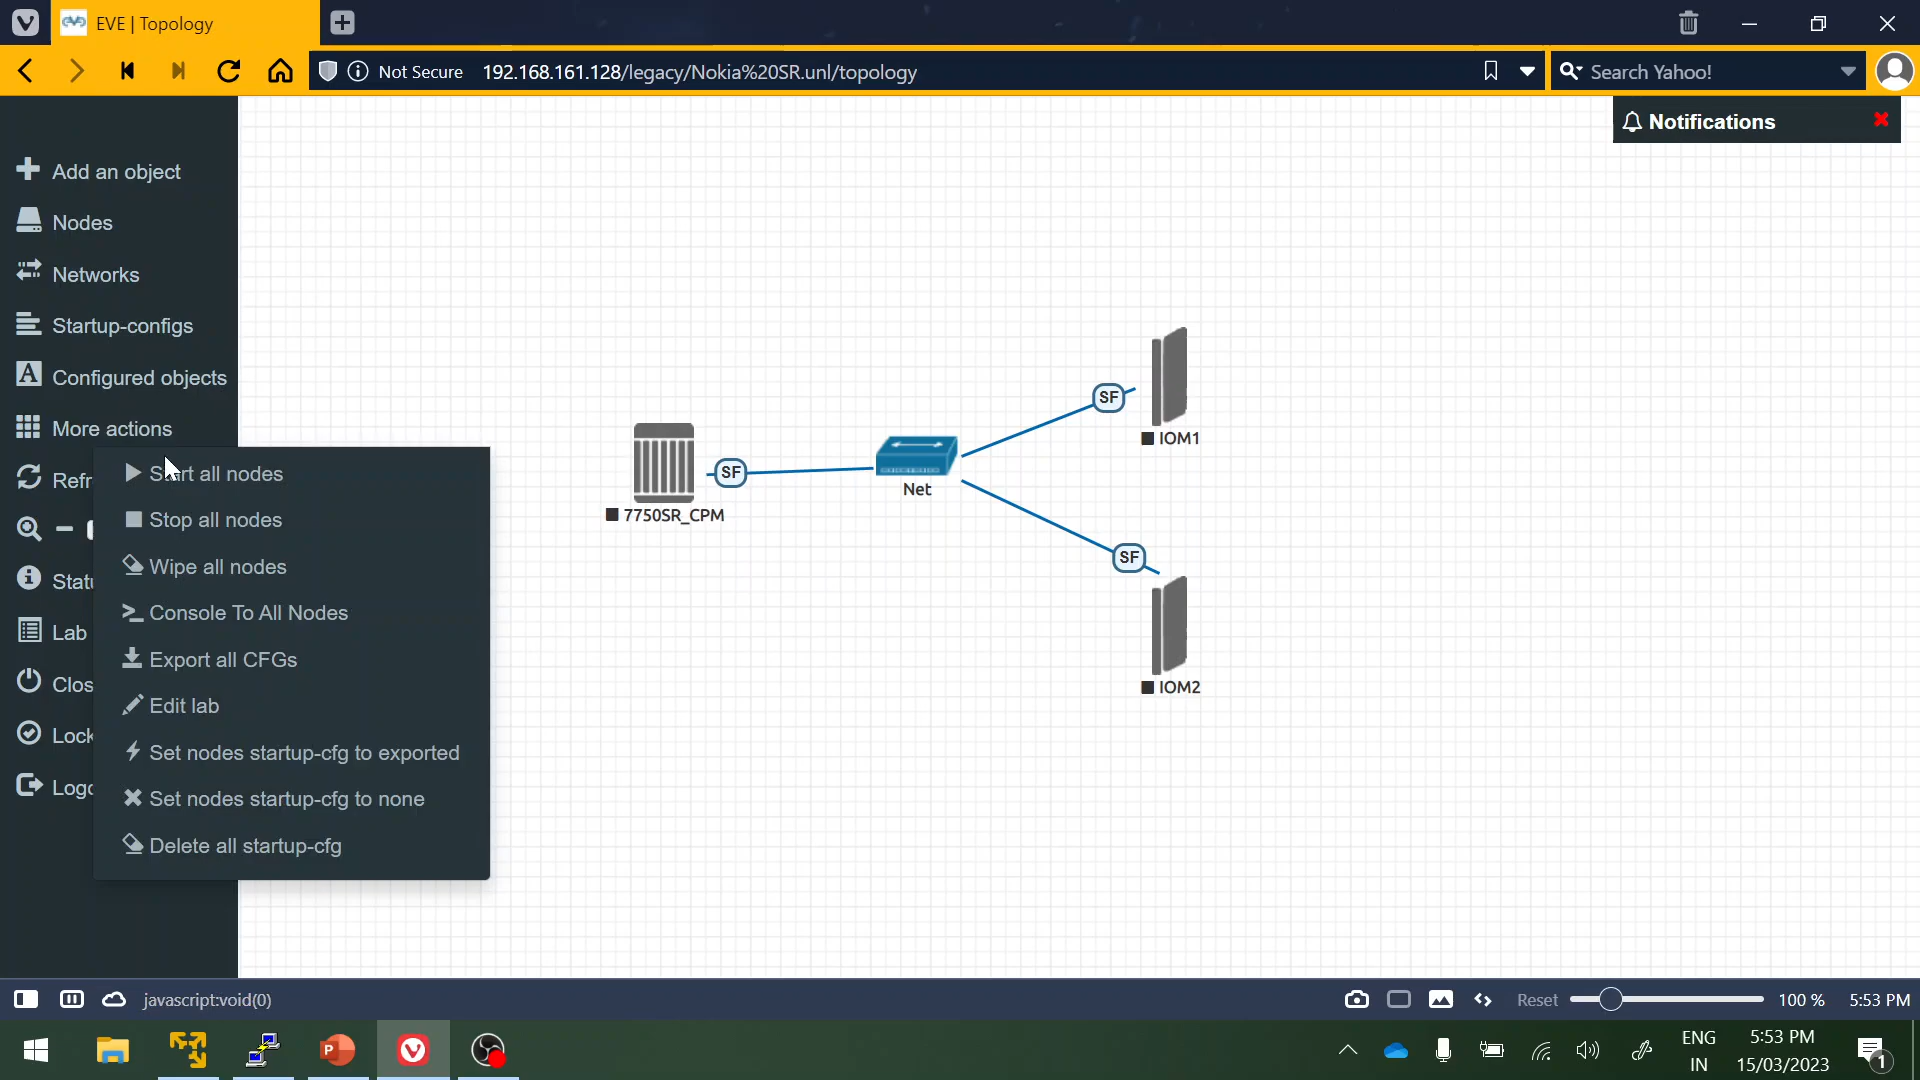 EVE | Topology
Not Secure 192.168.161.128/legacy/Nokia%20SR.unl/topology
Search Yahoo!
Notifications
Add an object
Nodes
Networks
Startup-configs
Configured objects
More actions
Refr
Statu
Lab
Clos
Lock
Logo
Start all nodes
Stop all nodes
Wipe all nodes
Console To All Nodes
Export all CFGs
Edit lab
Set nodes startup-cfg to exported
Set nodes startup-cfg to none
Delete all startup-cfg
SF
IOM1
SF
Net
7750SR_CPM
SF
IOM2
javascript:void(0)
Reset
100 %
5:53 PM
P
ENG
IN
5:53 PM
15/03/2023
1